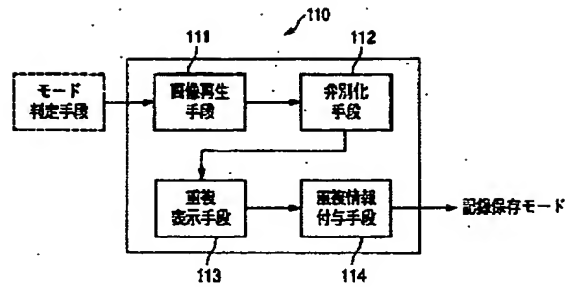 110
111
112
モード
判定手段
画像再生
手段
弁別化
手段
重複
表示手段
重複情報
付与手段
記録保存モード
113
114